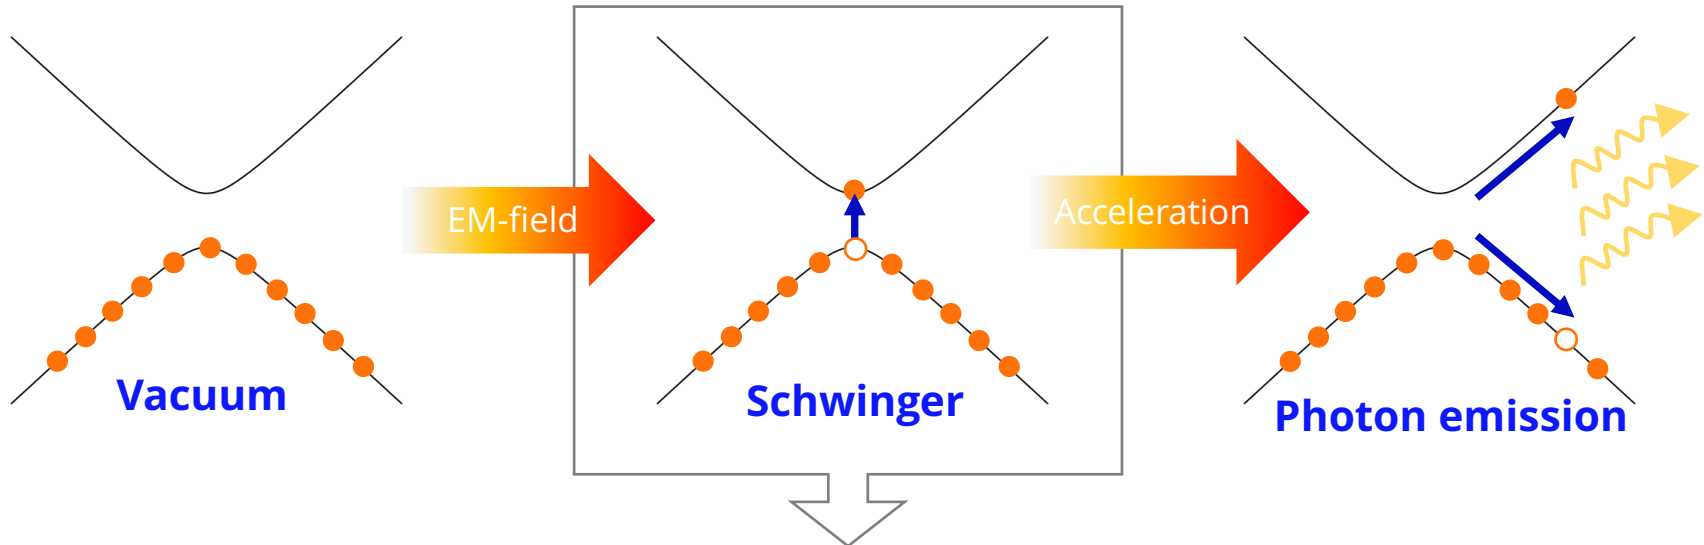 EM-field
Acceleration
Vacuum
Schwinger
Photon emission